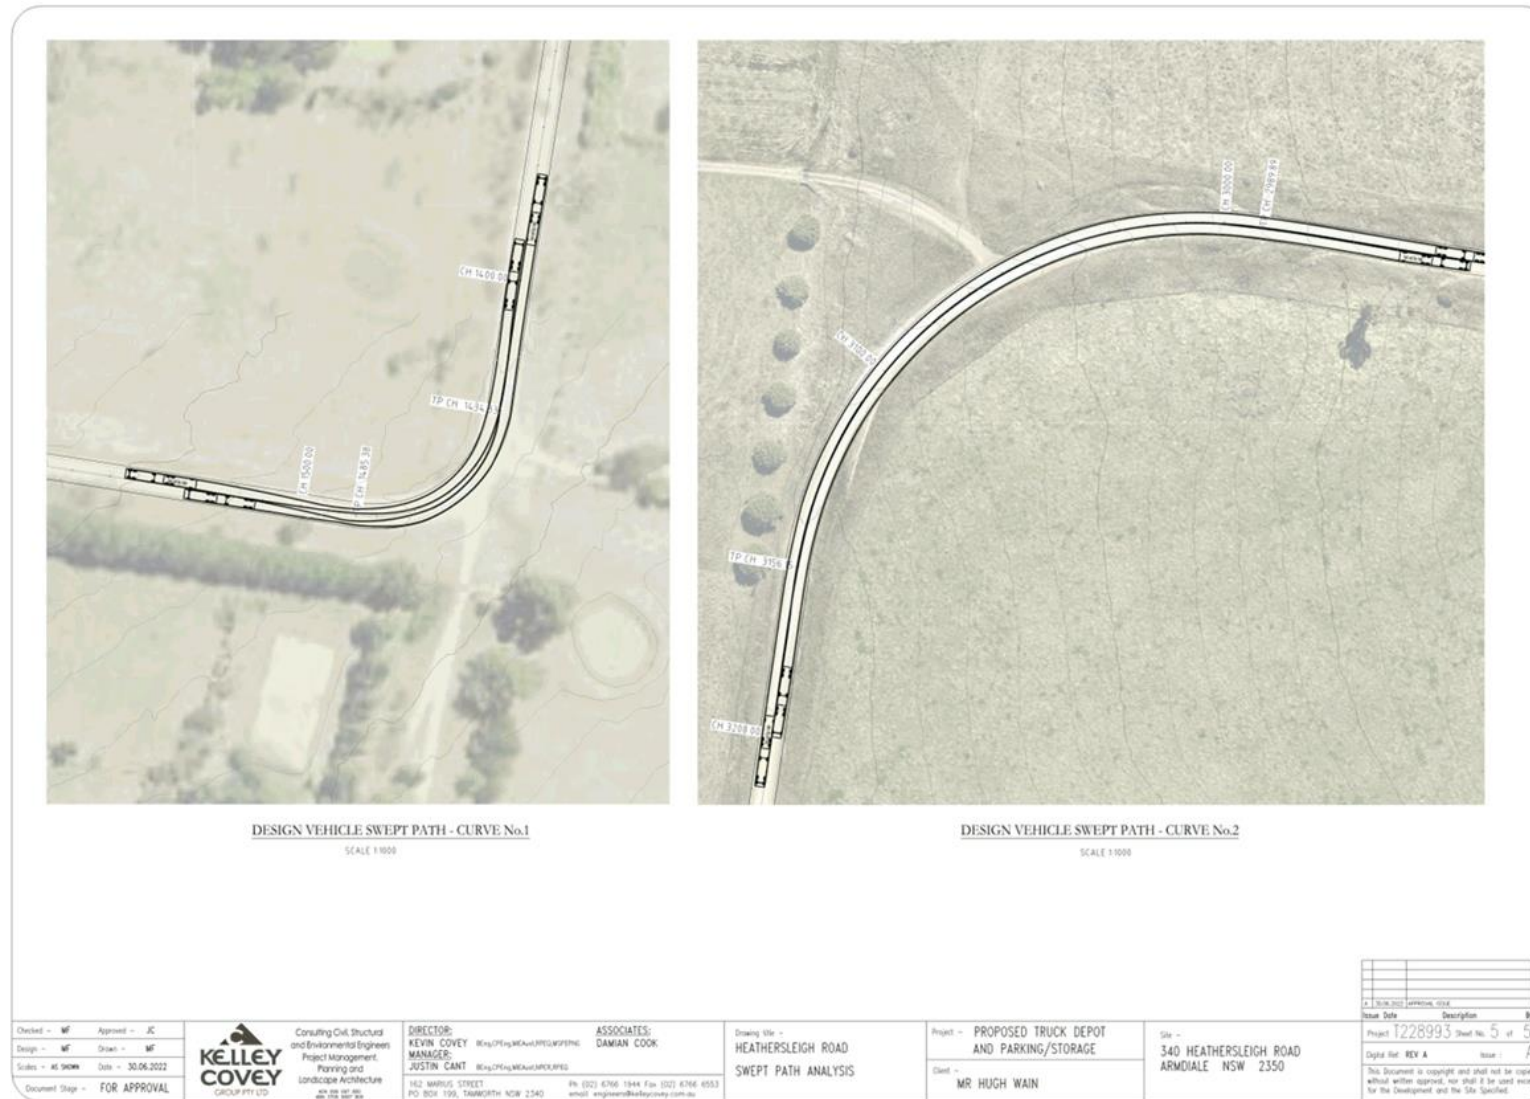 CH 1400.00
TP CH 1434.
CH 1500.00
CH 1485.38
CH 3000.00
CH 2989.89
CH 3100.00
TP CH 3156.
CH 3200.00
DESIGN VEHICLE SWEPT PATH - CURVE No.1
SCALE 1:1000
DESIGN VEHICLE SWEPT PATH - CURVE No.2
SCALE 1:1000
A 30.06.2022 APPROVAL ISSUE
Issue Date Description
Project T228993 Sheet No. 5 of 5
Digital Ref REV A Issue :
This Document is copyright and shall not be
without written approval, nor shall it be used
for the Development and the Site Specified.
Checked - MF Approved - JC
Design - MF Drawn - MF
Scales - AS SHOWN Date - 30.06.2022
Document Stage - FOR APPROVAL
KELLEY
COVEY
GROUP PTY LTD
Consulting Civil, Structural
and Environmental Engineers
Project Management,
Planning and
Landscape Architecture
DIRECTOR:
KEVIN COVEY
MANAGER:
JUSTIN CANT
ASSOCIATES:
DAMIAN COOK
162 MARIUS STREET
PO BOX 199, TAMWORTH NSW 2340
Ph (02) 6766 1944 Fax (02) 6766 4553
email engineers@kelleycovey.com.au
Drawing title -
HEATHERSLEIGH ROAD
SWEPT PATH ANALYSIS
Project - PROPOSED TRUCK DEPOT
AND PARKING/STORAGE
Client -
MR HUGH WAIN
Site -
340 HEATHERSLEIGH ROAD
ARMDIALE NSW 2350